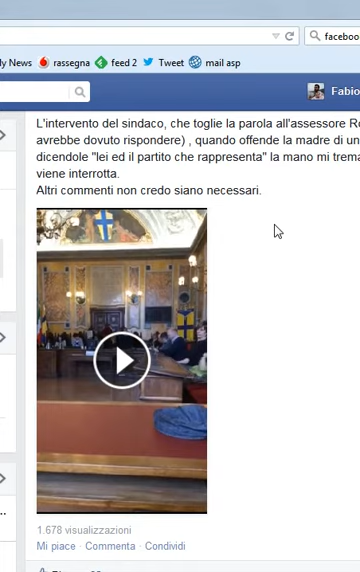 faceboo
ly News rassegna feed 2 Tweet mail asp
Fabio
L'intervento del sindaco, che toglie la parola all'assessore Ro
avrebbe dovuto rispondere) , quando offende la madre di un
dicendole "lei ed il partito che rappresenta" la mano mi trema
viene interrotta.
Altri commenti non credo siano necessari.
1.678 visualizzazioni
Mi piace · Commenta · Condividi